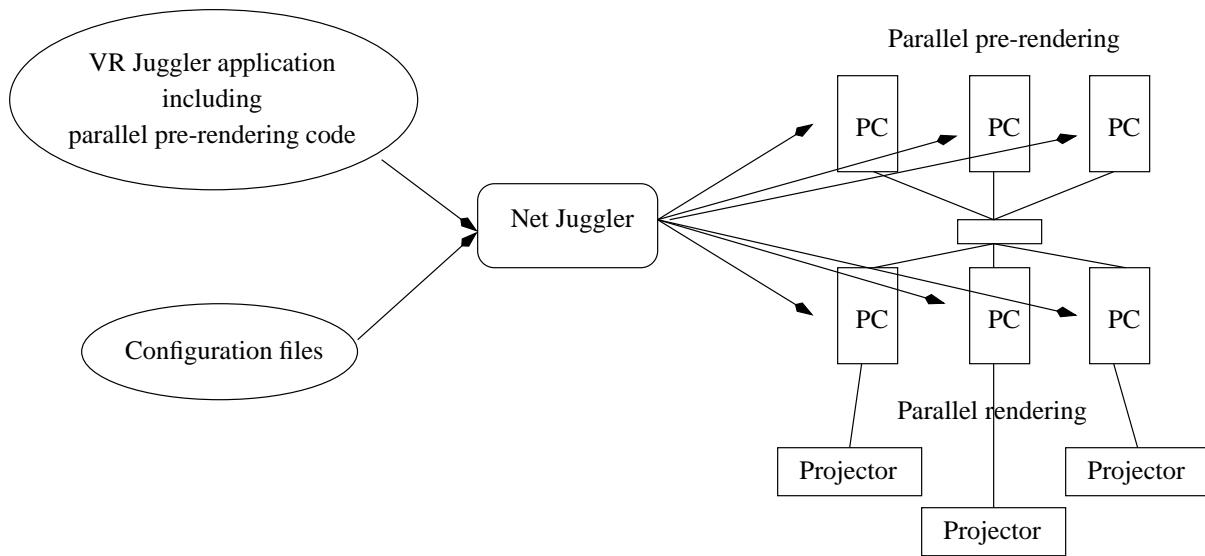 VR Juggler application
including
parallel pre-rendering code
Configuration files
Net Juggler
Parallel pre-rendering
PC
PC
PC
PC
PC
PC
Parallel rendering
Projector
Projector
Projector